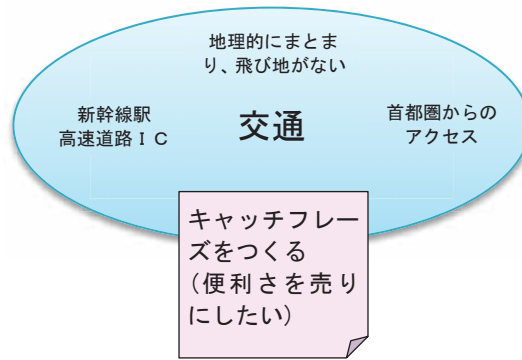 地理的にまとま
り、飛び地がない
新幹線駅
高速道路ＩＣ
交通
首都圏からの
アクセス
キャッチフレー
ズをつくる
(便利さを売り
にしたい)